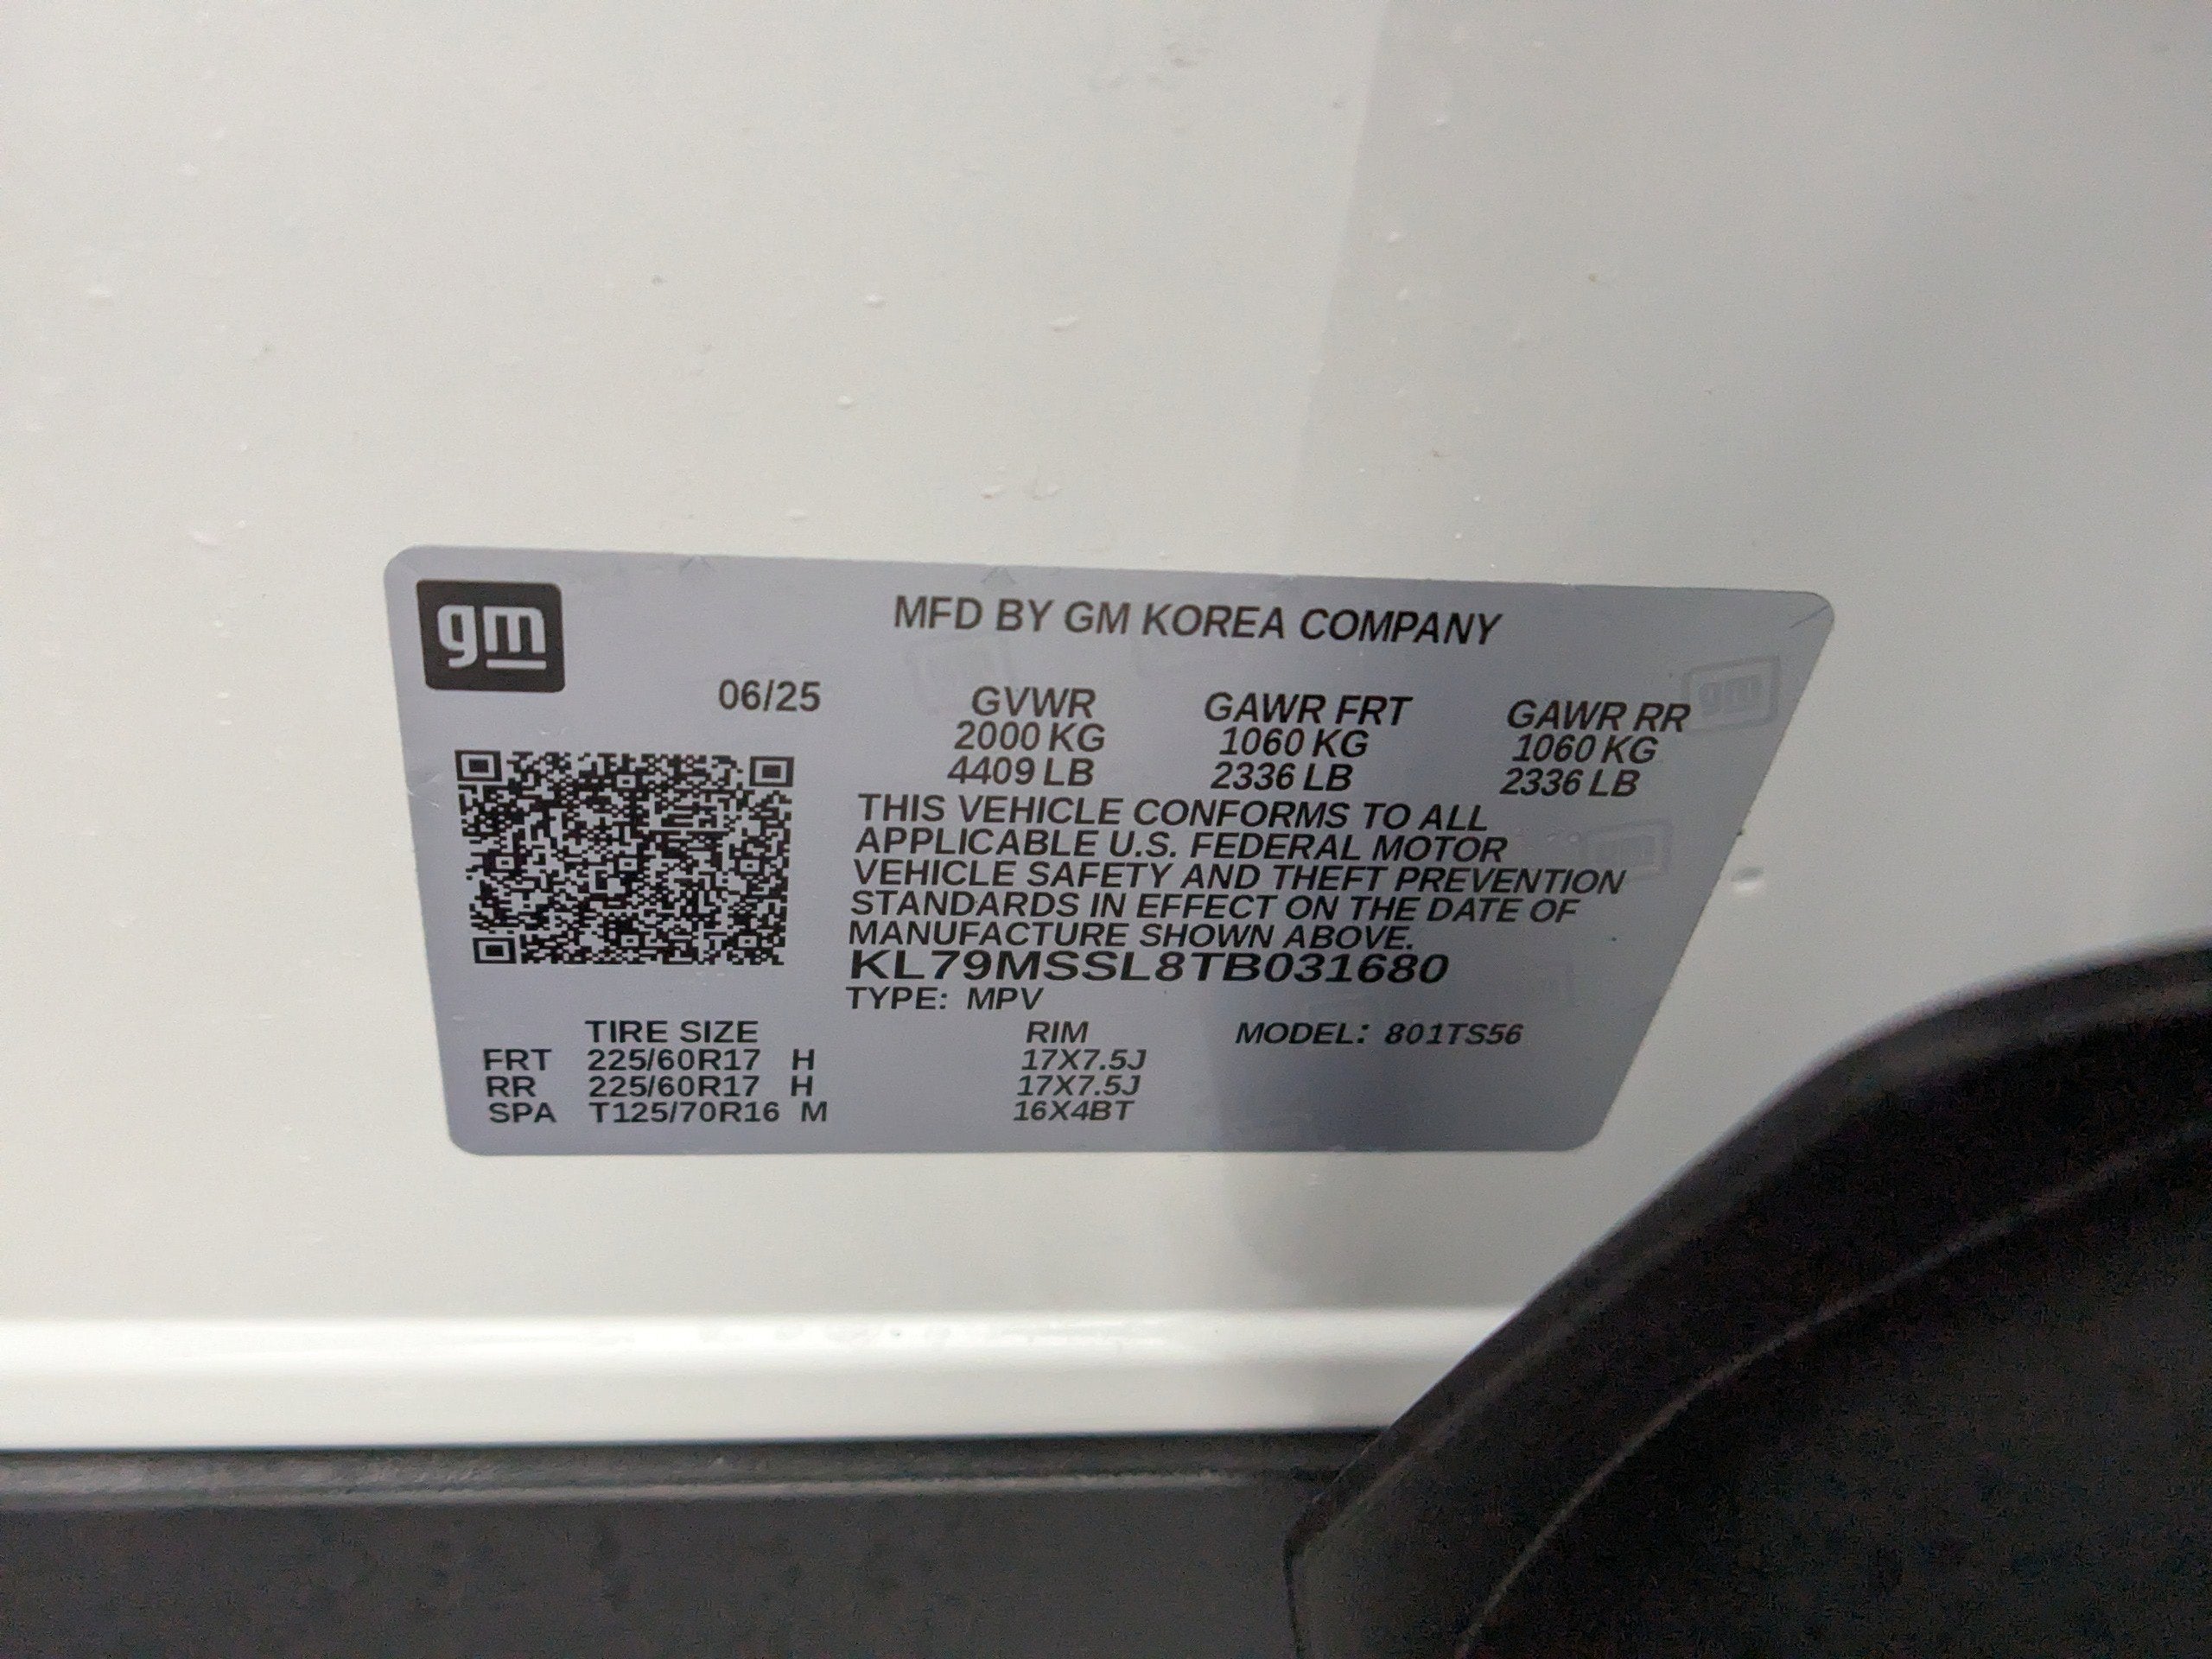 gm
MFD BY GM KOREA COMPANY
06/25 GVWR GAWR FRT GAWR RR
2000 KG 1060 KG 1060 KG
4409 LB 2336 LB 2336 LB
THIS VEHICLE CONFORMS TO ALL
APPLICABLE U.S. FEDERAL MOTOR
VEHICLE SAFETY AND THEFT PREVENTION
STANDARDS IN EFFECT ON THE DATE OF
MANUFACTURE SHOWN ABOVE.
KL79MSSL8TB031680
TYPE: MPV
TIRE SIZE RIM MODEL: 801TS56
FRT 225/60R17 H 17X7.5J
RR 225/60R17 H 17X7.5J
SPA T125/70R16 M 16X4BT